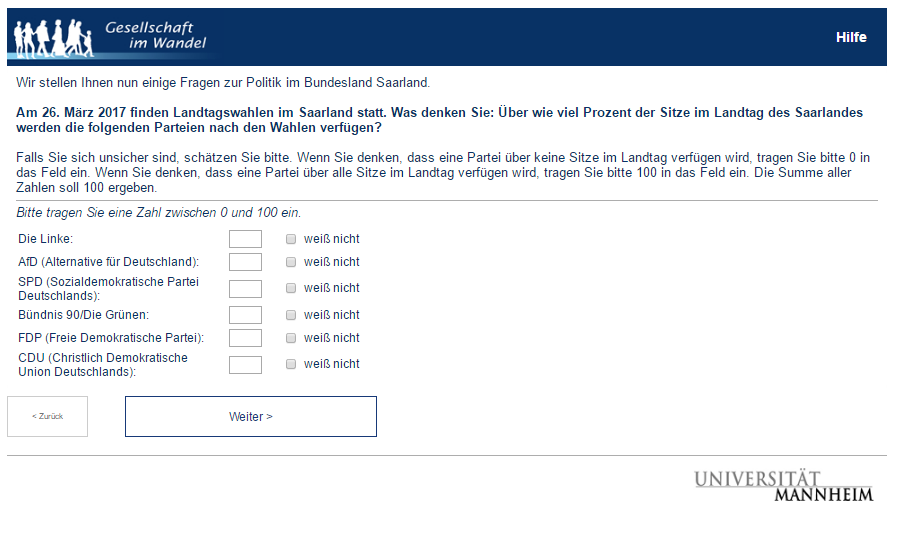 Gesellschaft
im Wandel
Hilfe
Wir stellen Ihnen nun einige Fragen zur Politik im Bundesland Saarland.
Am 26. März 2017 finden Landtagswahlen im Saarland statt. Was denken Sie: Über wie viel Prozent der Sitze im Landtag des Saarlandes
werden die folgenden Parteien nach den Wahlen verfügen?
Falls Sie sich unsicher sind, schätzen Sie bitte. Wenn Sie denken, dass eine Partei über keine Sitze im Landtag verfügen wird, tragen Sie bitte 0 in
das Feld ein. Wenn Sie denken, dass eine Partei über alle Sitze im Landtag verfügen wird, tragen Sie bitte 100 in das Feld ein. Die Summe aller
Zahlen soll 100 ergeben.
Bitte tragen Sie eine Zahl zwischen 0 und 100 ein.
Die Linke: weiß nicht
AfD (Alternative für Deutschland): weiß nicht
SPD (Sozialdemokratische Partei
Deutschlands): weiß nicht
Bündnis 90/Die Grünen: weiß nicht
FDP (Freie Demokratische Partei): weiß nicht
CDU (Christlich Demokratische
Union Deutschlands): weiß nicht
< Zurück
Weiter >
UNIVERSITÄT
MANNHEIM